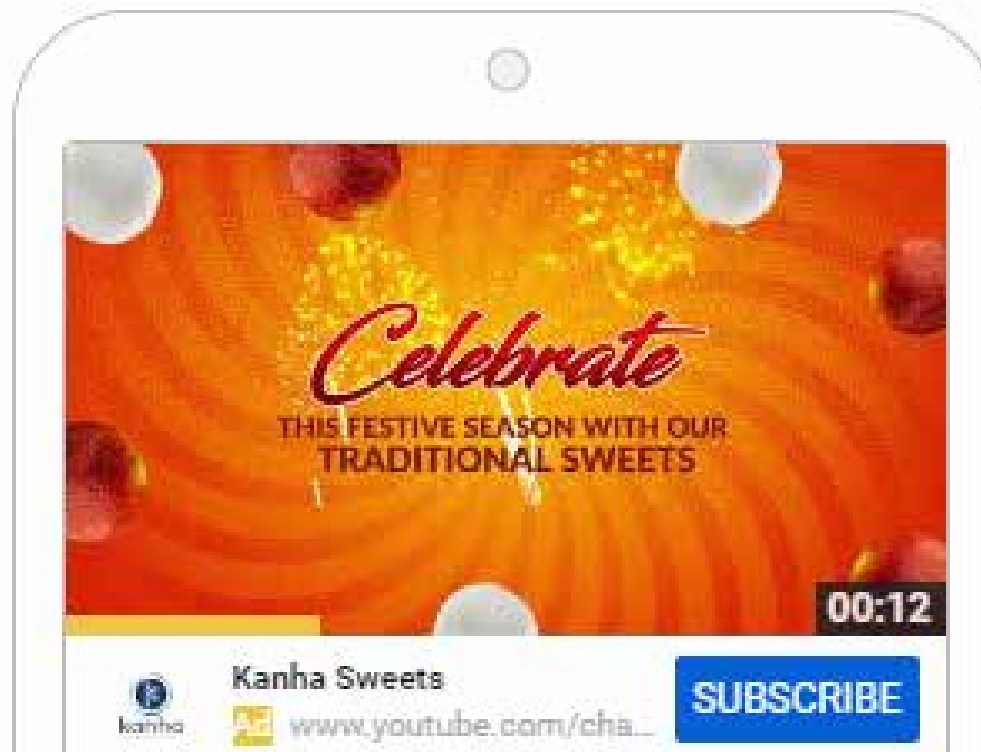 Celebrate
THIS FESTIVE SEASON WITH OUR
TRADITIONAL SWEETS
00:12
Kanha Sweets
SUBSCRIBE
kanha
Ad www.youtube.com/cha...